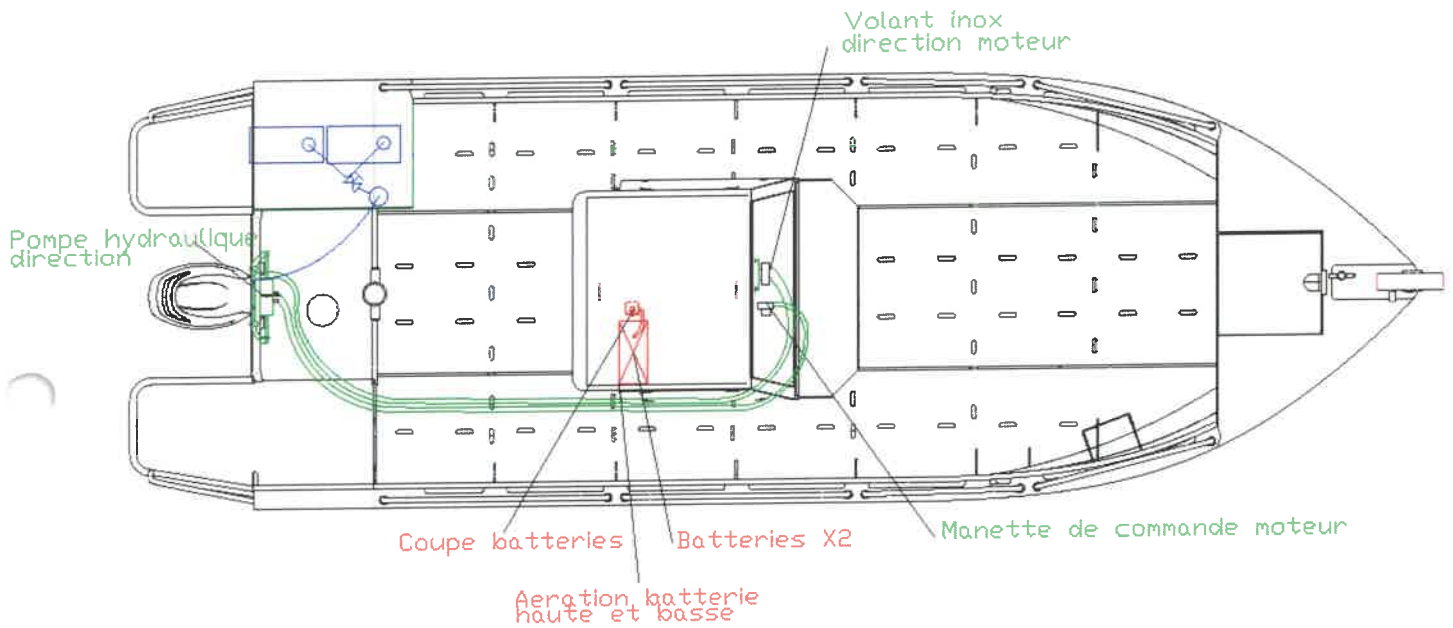 Volant inox
direction moteur
Pompe hydraulique
direction
Coupe batteries
Batteries X2
Manette de commande moteur
Aeration batterie
haute et basse